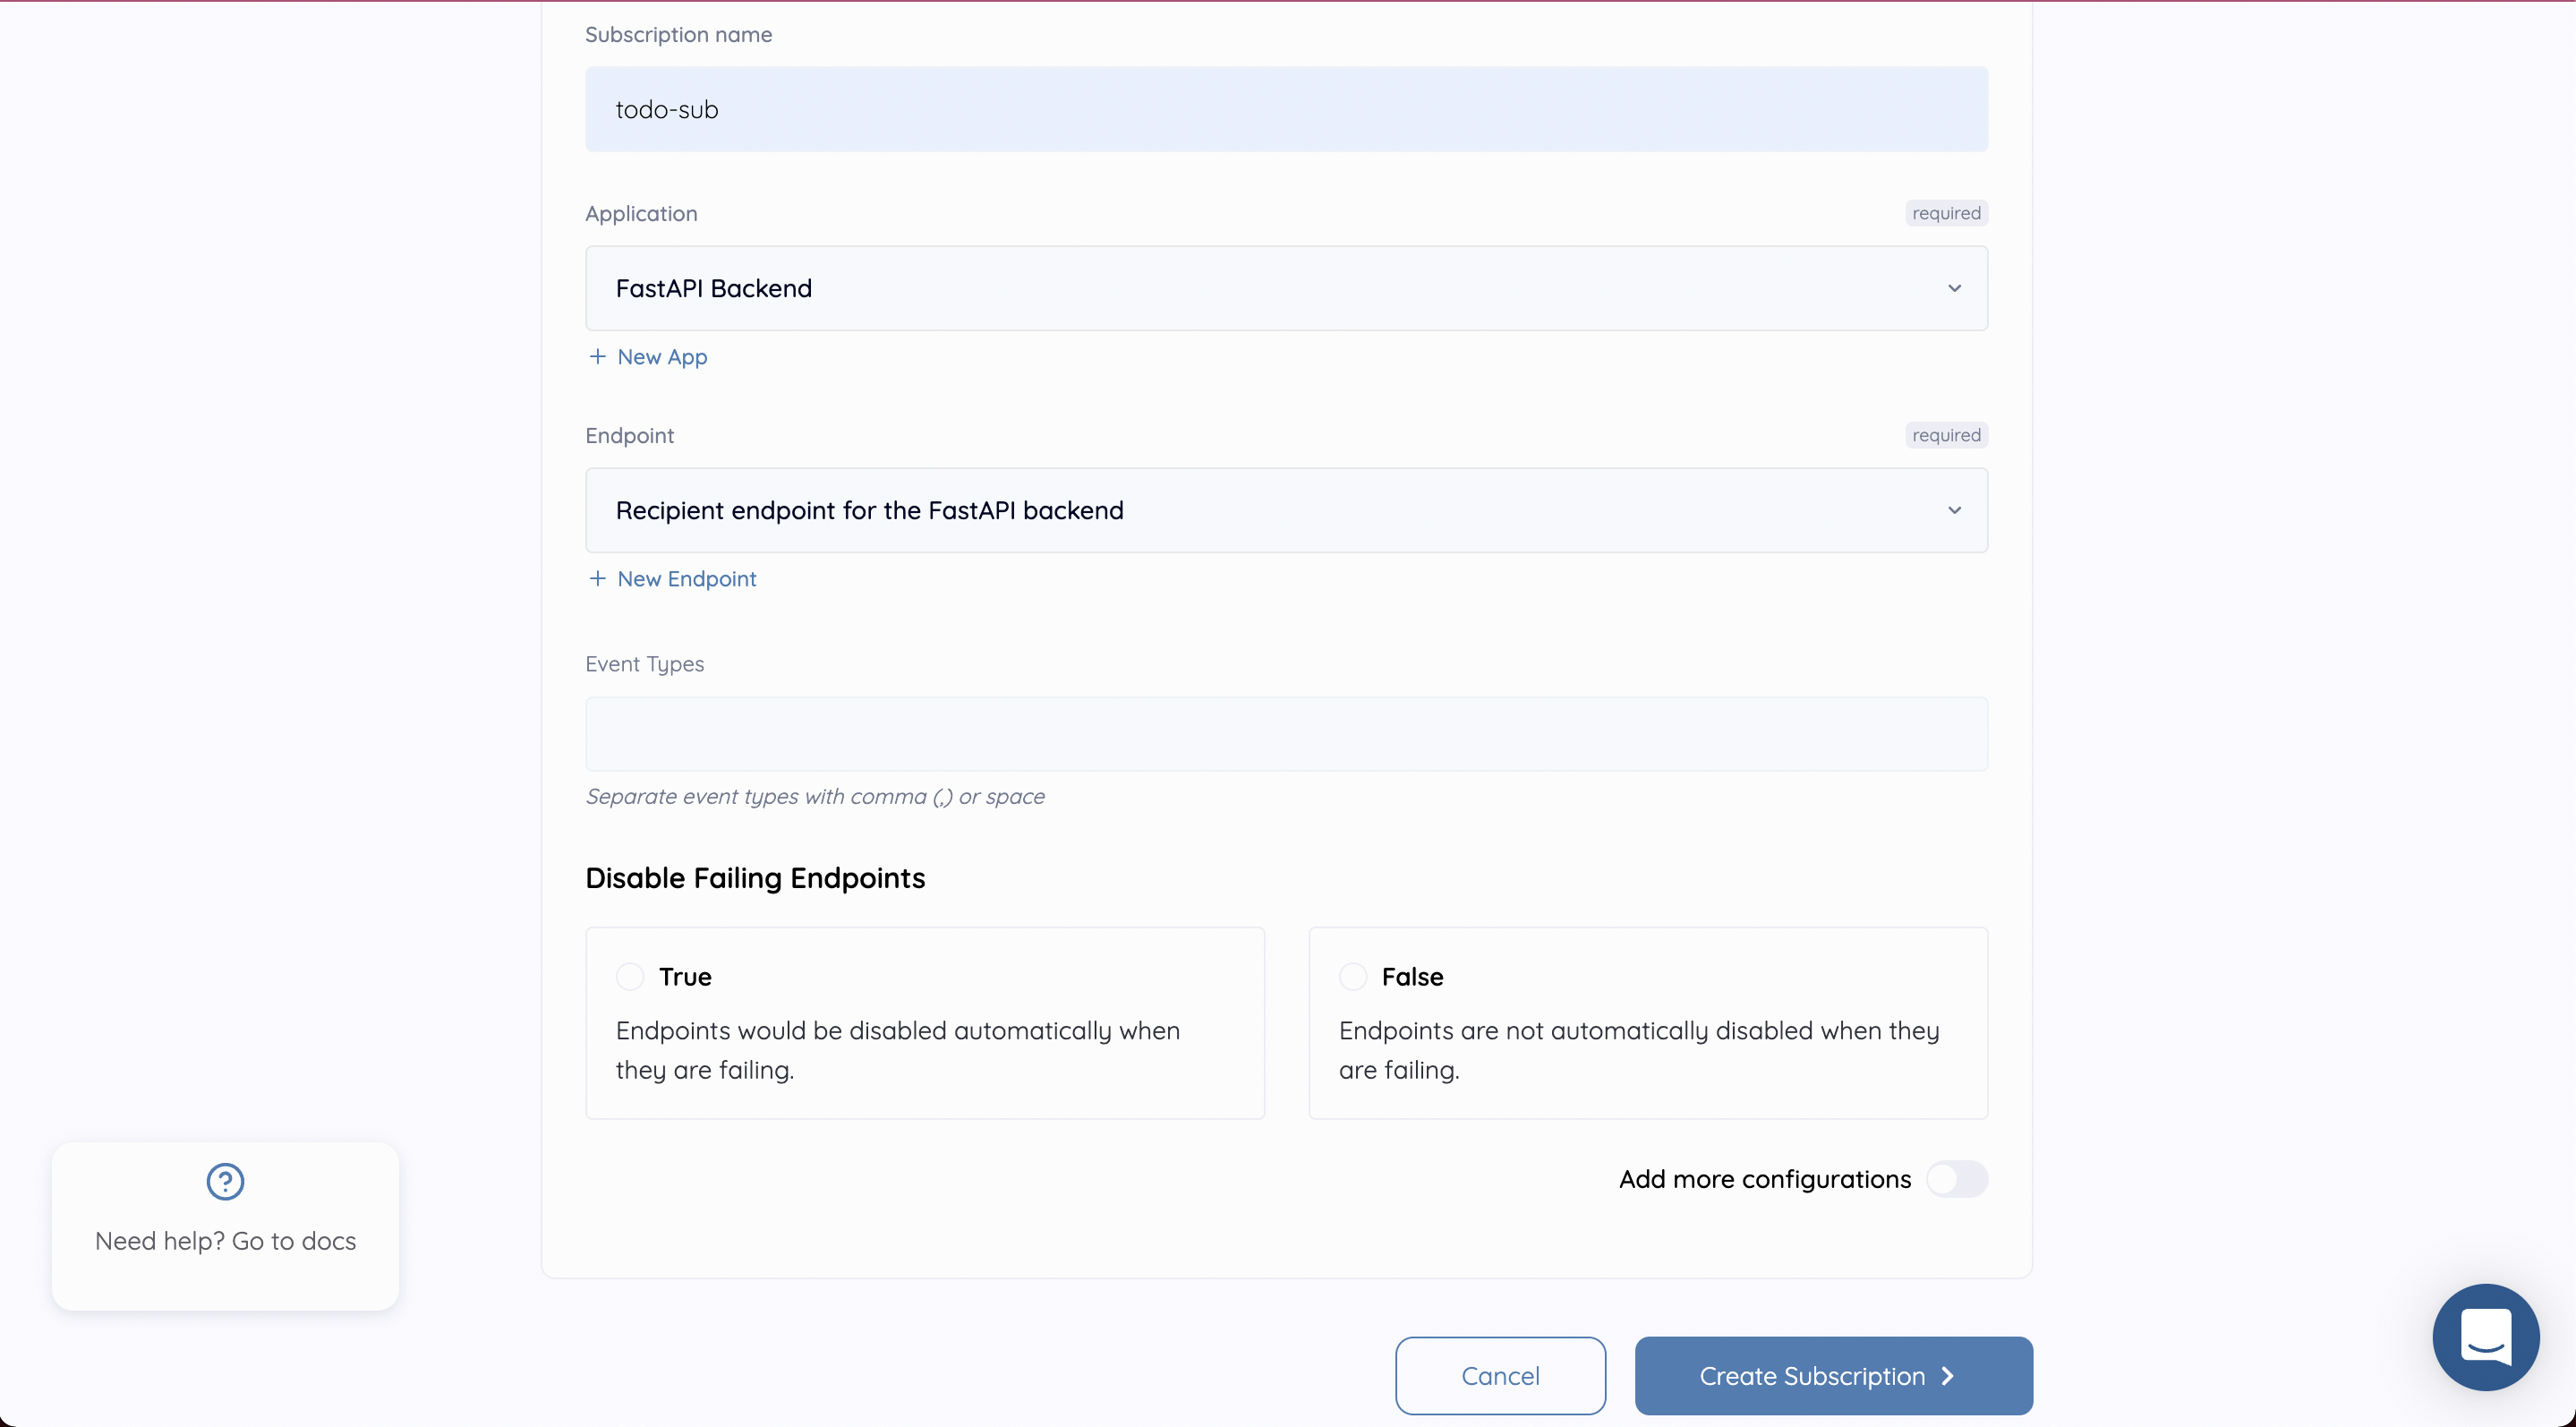 Subscription name
todo-sub
Application required
FastAPI Backend
+ New App
Endpoint required
Recipient endpoint for the FastAPI backend
+ New Endpoint
Event Types
Separate event types with comma (,) or space
Disable Failing Endpoints
True
Endpoints would be disabled automatically when
they are failing.
False
Endpoints are not automatically disabled when they
are failing.
Add more configurations
Need help? Go to docs
Cancel
Create Subscription